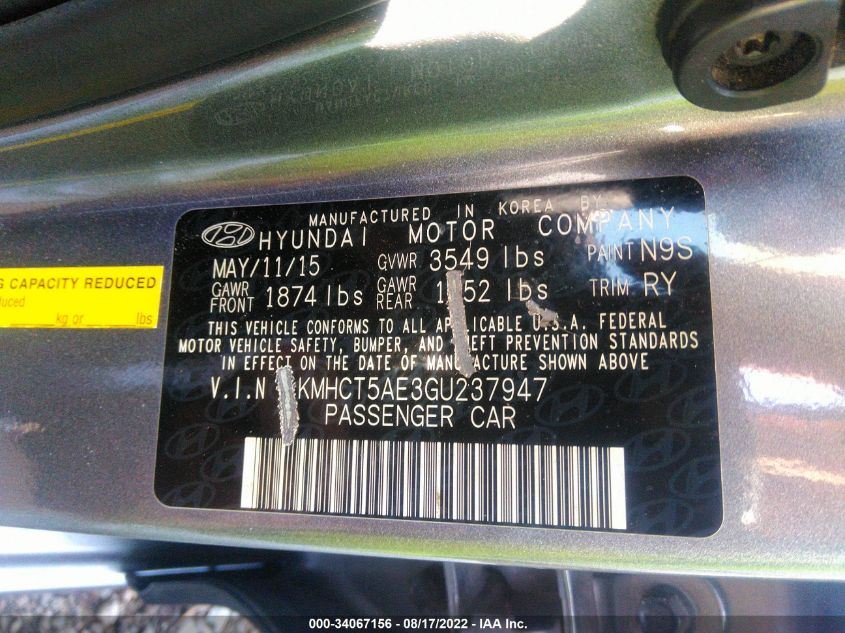 MANUFACTURED IN KOREA BY
HYUNDAI MOTOR COMPANY
MAY/11/15 GVWR 3549 lbs PAINT N9S
GAWR FRONT 1874 lbs GAWR REAR lbs TRIM RY
THIS VEHICLE CONFORMS TO ALL APPLICABLE U.S.A. FEDERAL
MOTOR VEHICLE SAFETY, BUMPER, AND THEFT PREVENTION STANDARDS
IN EFFECT ON THE DATE OF MANUFACTURE SHOWN ABOVE
V.I.N KMHCT5AE3GU237947
PASSENGER CAR
G CAPACITY REDUCED
duced
kg or lbs
000-34067156 - 08/17/2022 - IAA Inc.